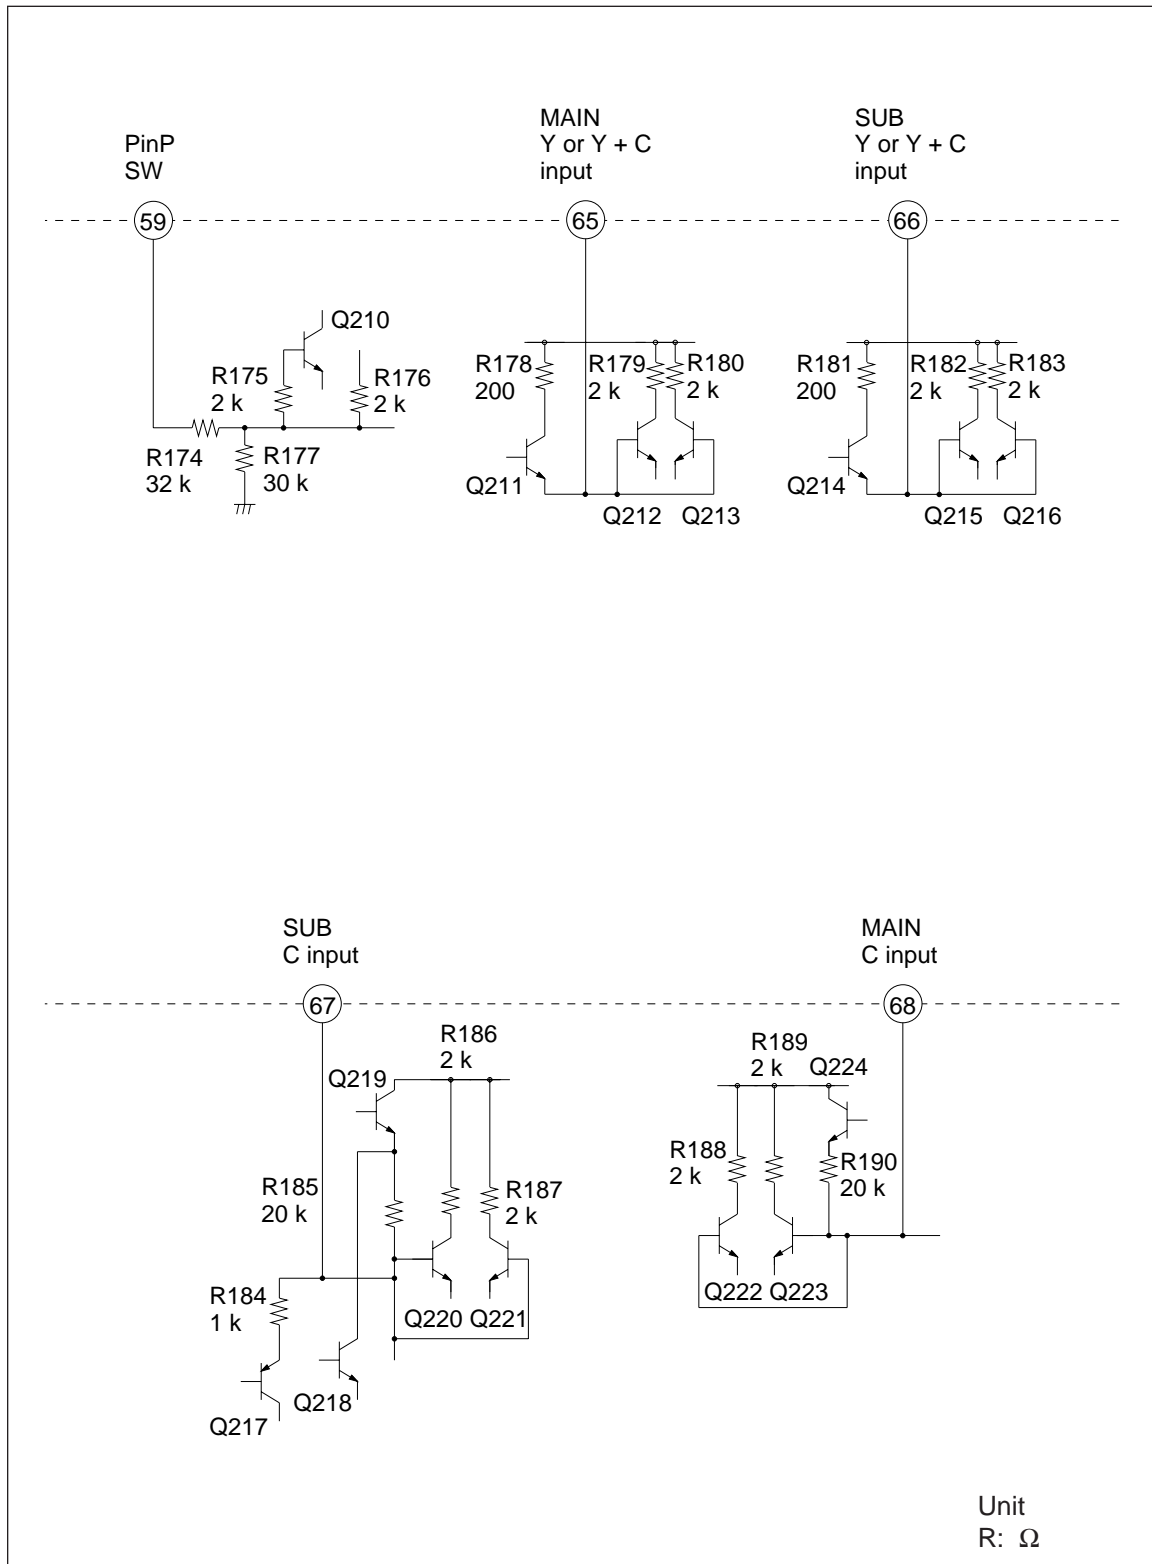 PinP
SW
MAIN
Y or Y + C
input
SUB
Y or Y + C
input
59
65
66
Q210
R175
2 k
R176
2 k
R174
32 k
R177
30 k
R178
200
R179
2 k
R180
2 k
Q211
Q212
Q213
R181
200
R182
2 k
R183
2 k
Q214
Q215
Q216
SUB
C input
MAIN
C input
67
68
R186
2 k
Q219
R185
20 k
R187
2 k
R184
1 k
Q220
Q221
Q218
Q217
R189
2 k
Q224
R188
2 k
R190
20 k
Q222
Q223
Unit
R: Ω